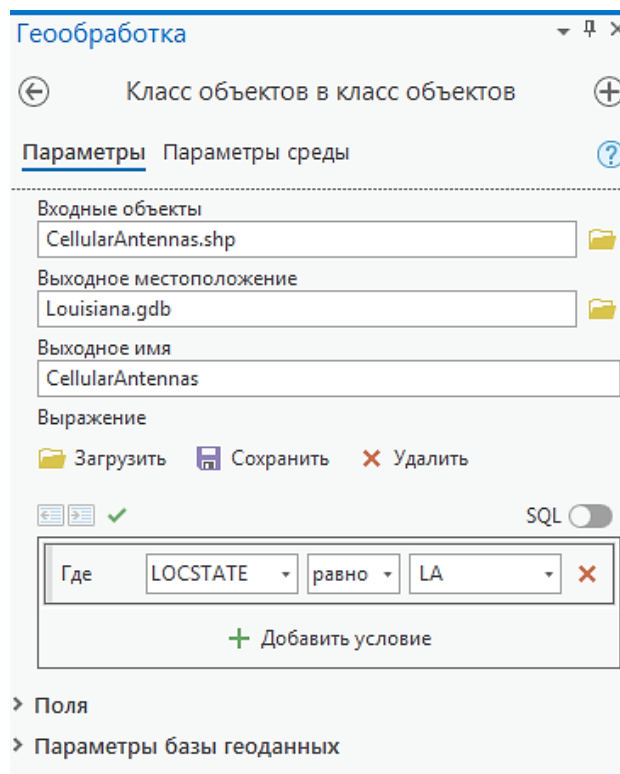 Геообработка
Класс объектов в класс объектов
Параметры Параметры среды
Входные объекты
CellularAntennas.shp
Выходное местоположение
Louisiana.gdb
Выходное имя
CellularAntennas
Выражение
Загрузить Сохранить Удалить
SQL
Где LOCSTATE равно LA
Добавить условие
Поля
Параметры базы геоданных